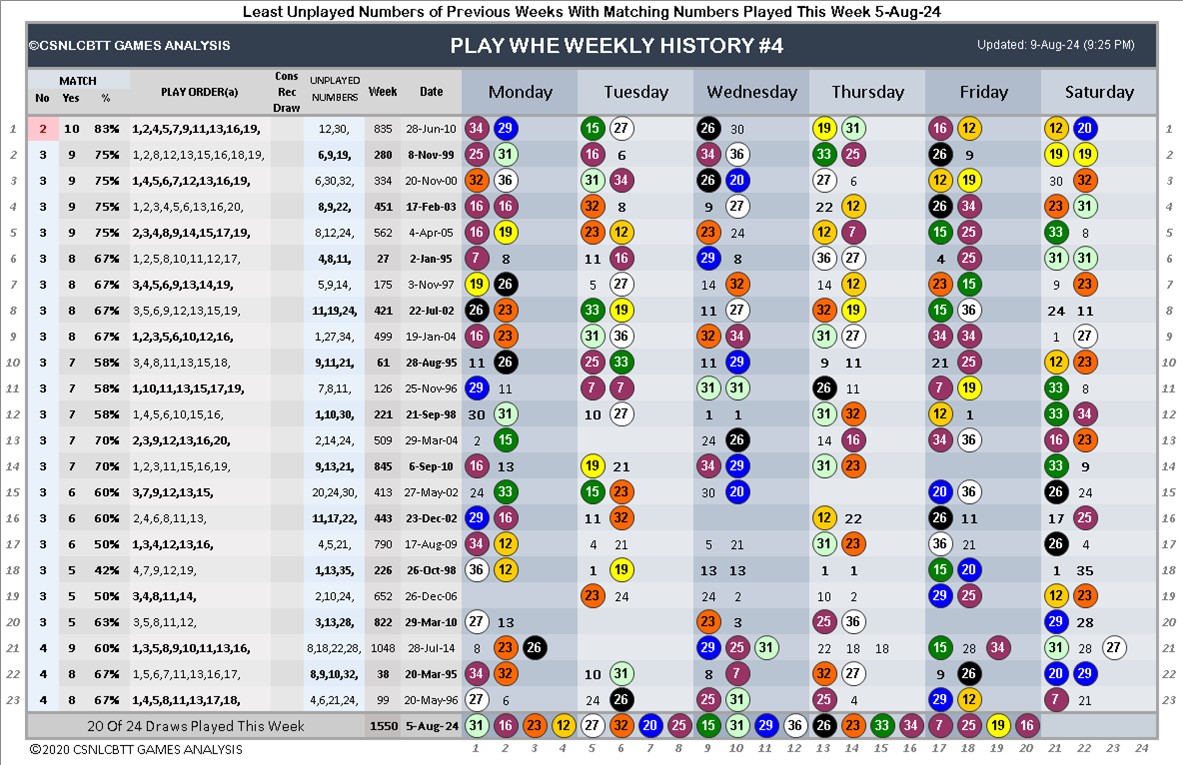 Least Unplayed Numbers of Previous Weeks With Matching Numbers Played This Week 5-Aug-24
©CSNLCBTT GAMES ANALYSIS PLAY WHE WEEKLY HISTORY #4 Updated: 9-Aug-24 (9:25 PM)
MATCH
No Yes % PLAY ORDER(a) Cons Rec Draw UNPLAYED NUMBERS Week Date Monday Tuesday Wednesday Thursday Friday Saturday
1 2 10 83% 1,2,4,5,7,9,11,13,16,19, 12,30, 835 28-Jun-10 34 29 15 27 26 30 19 31 16 12 12 20 1
2 3 9 75% 1,2,8,12,13,15,16,18,19, 6,9,19, 280 8-Nov-99 25 31 16 6 34 36 33 25 26 9 19 19 2
3 3 9 75% 1,4,5,6,7,12,13,16,19, 6,30,32, 334 20-Nov-00 32 36 31 34 26 20 27 6 12 19 30 32 3
4 3 9 75% 1,2,3,4,5,6,13,16,20, 8,9,22, 451 17-Feb-03 16 16 32 8 9 27 22 12 26 34 23 31 4
5 3 9 75% 2,3,4,8,9,14,15,17,19, 8,12,24, 562 4-Apr-05 16 19 23 12 23 24 12 7 15 25 33 8 5
6 3 8 67% 1,2,5,8,10,11,12,17, 4,8,11, 27 2-Jan-95 7 8 11 16 29 8 36 27 4 25 31 31 6
7 3 8 67% 3,4,5,6,9,13,14,19, 5,9,14, 175 3-Nov-97 19 26 5 27 14 32 14 12 23 15 9 23 7
8 3 8 67% 3,5,6,9,12,13,15,19, 11,19,24, 421 22-Jul-02 26 23 33 19 11 27 32 19 15 36 24 11 8
9 3 8 67% 1,2,3,5,6,10,12,16, 1,27,34, 499 19-Jan-04 16 23 31 36 32 34 31 27 34 34 1 27 9
10 3 7 58% 3,4,8,11,13,15,18, 9,11,21, 61 28-Aug-95 11 26 25 33 11 29 9 11 21 25 12 23 10
11 3 7 58% 1,10,11,13,15,17,19, 7,8,11, 126 25-Nov-96 29 11 7 7 31 31 26 11 7 19 33 8 11
12 3 7 58% 1,4,5,6,10,15,16, 1,10,30, 221 21-Sep-98 30 31 10 27 1 1 31 32 12 1 33 34 12
13 3 7 70% 2,3,9,12,13,16,20, 2,14,24, 509 29-Mar-04 2 15 24 26 14 16 34 36 16 23 13
14 3 7 70% 1,2,3,11,15,16,19, 9,13,21, 845 6-Sep-10 16 13 19 21 34 29 31 23 33 9 14
15 3 6 60% 3,7,9,12,13,15, 20,24,30, 413 27-May-02 24 33 15 23 30 20 20 36 26 24 15
16 3 6 60% 2,4,6,8,11,13, 11,17,22, 443 23-Dec-02 29 16 11 32 12 22 26 11 17 25 16
17 3 6 50% 1,3,4,12,13,16, 4,5,21, 790 17-Aug-09 34 12 4 21 5 21 31 23 36 21 26 4 17
18 3 5 42% 4,7,9,12,19, 1,13,35, 226 26-Oct-98 36 12 1 19 13 13 1 1 15 20 1 35 18
19 3 5 50% 3,4,8,11,14, 2,10,24, 652 26-Dec-06 23 24 24 2 10 2 29 25 12 23 19
20 3 5 63% 3,5,8,11,12, 3,13,28, 822 29-Mar-10 27 13 23 3 25 36 29 28 20
21 4 9 60% 1,3,5,8,9,10,11,13,16, 8,18,22,28, 1048 28-Jul-14 8 23 26 29 25 31 22 18 18 15 28 34 31 28 27 21
22 4 8 67% 1,5,6,7,11,13,16,17, 8,9,10,32, 38 20-Mar-95 34 32 10 31 8 7 32 27 9 26 20 29 22
23 4 8 67% 1,4,5,8,11,13,17,18, 4,6,21,24, 99 20-May-96 27 6 24 26 25 31 25 4 29 12 7 21 23
20 Of 24 Draws Played This Week 1550 5-Aug-24 31 16 23 12 27 32 20 25 15 31 29 36 26 23 33 34 7 25 19 16
©2020 CSNLCBTT GAMES ANALYSIS 1 2 3 4 5 6 7 8 9 10 11 12 13 14 15 16 17 18 19 20 21 22 23 24